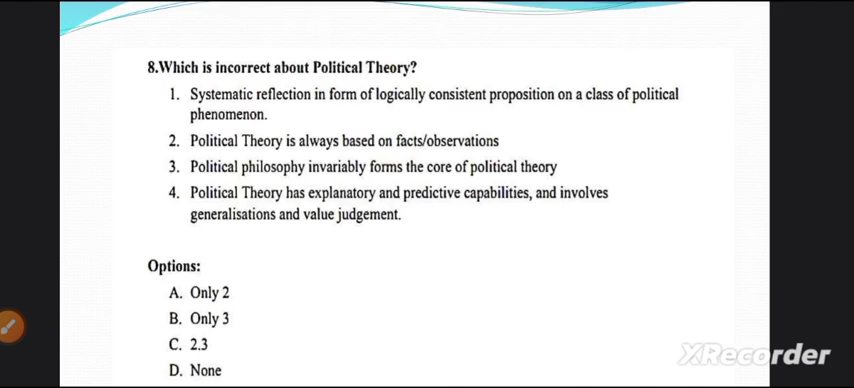 8.Which is incorrect about Political Theory?
1. Systematic reflection in form of logically consistent proposition on a class of political
phenomenon.
2. Political Theory is always based on facts/observations
3. Political philosophy invariably forms the core of political theory
4. Political Theory has explanatory and predictive capabilities, and involves
generalisations and value judgement.
Options:
A. Only 2
B. Only 3
C. 2.3
D. None
XRecorder